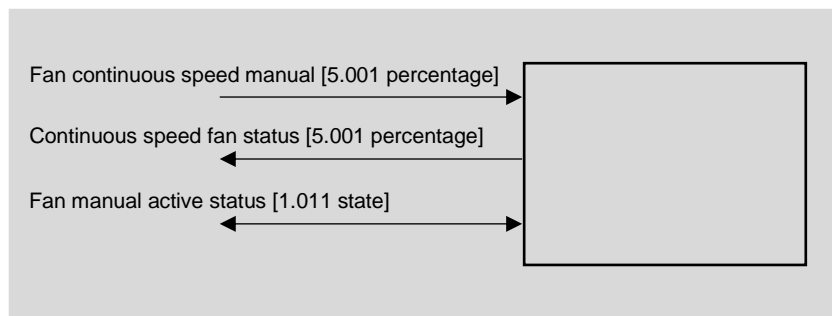 Fan continuous speed manual [5.001 percentage]
Continuous speed fan status [5.001 percentage]
Fan manual active status [1.011 state]